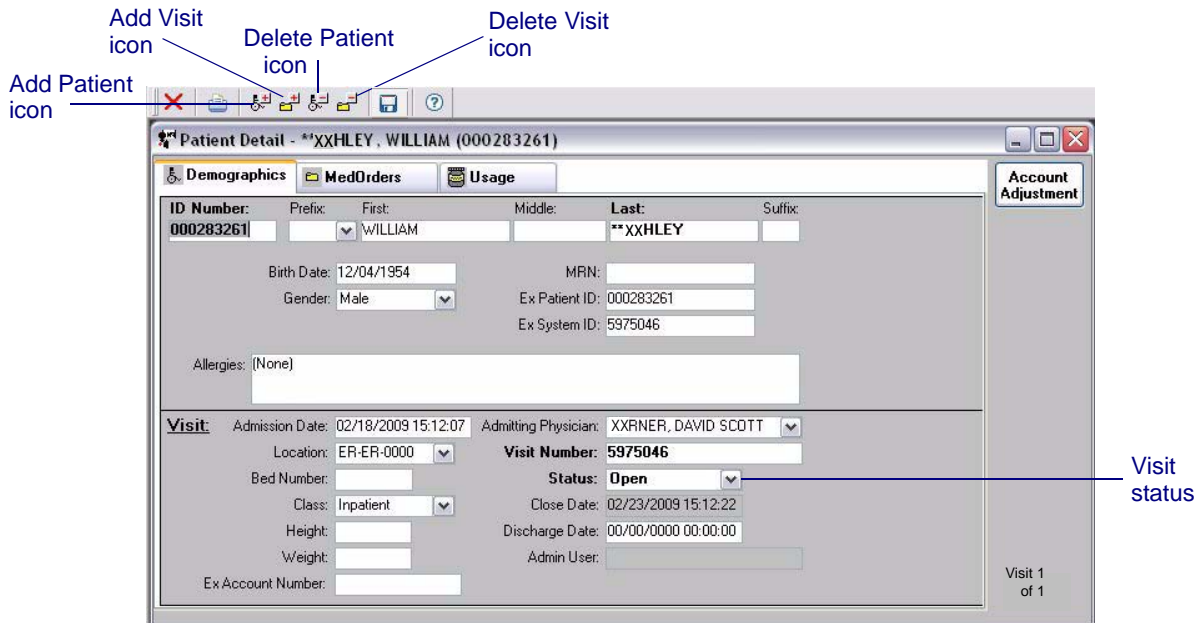 Add Visit
icon
Delete Patient
icon
Delete Visit
icon
Add Patient
icon
Patient Detail - **XXHLEY, WILLIAM (000283261)
Demographics MedOrders Usage
Account
Adjustment
ID Number: Prefix: First: Middle: Last: Suffix:
000283261 WILLIAM **XXHLEY
Birth Date: 12/04/1954 MRN:
Gender: Male Ex Patient ID: 000283261
Ex System ID: 5975046
Allergies: (None)
Visit: Admission Date: 02/18/2009 15:12:07 Admitting Physician: XXRNER, DAVID SCOTT
Location: ER-ER-0000 Visit Number: 5975046
Bed Number: Status: Open
Visit
status
Class: Inpatient Close Date: 02/23/2009 15:12:22
Height: Discharge Date: 00/00/0000 00:00:00
Weight: Admin User:
Ex Account Number:
Visit 1
of 1